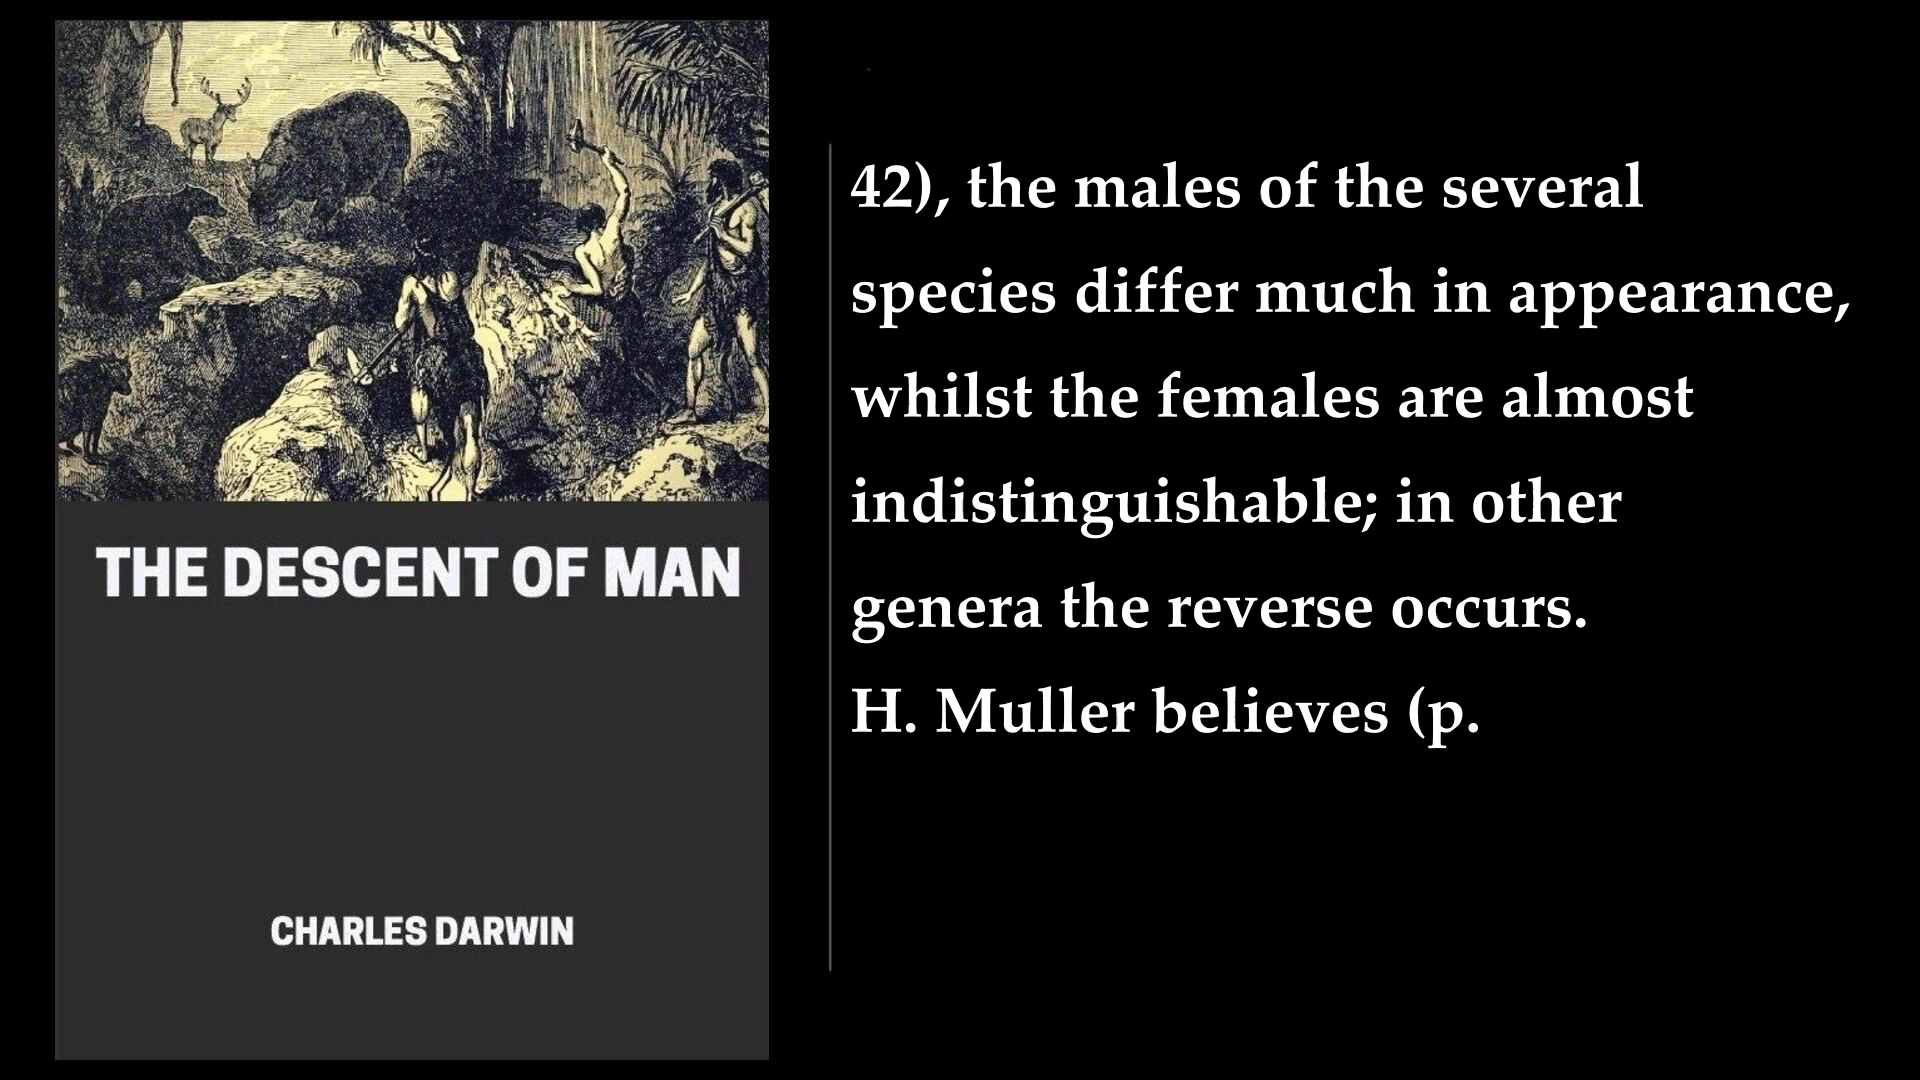 THE DESCENT OF MAN
CHARLES DARWIN
42), the males of the several
species differ much in appearance,
whilst the females are almost
indistinguishable; in other
genera the reverse occurs.
H. Muller believes (p.